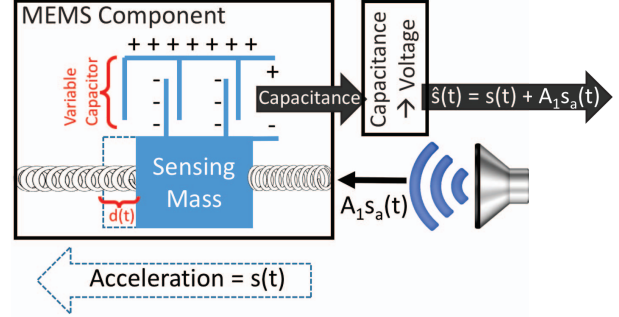 MEMS Component
+ + + + + + +
Variable
Capacitor
+
-
-
-
-
-
-
-
Capacitance
Capacitance
→ Voltage
ŝ(t) = s(t) + A₁sₐ(t)
Sensing
Mass
d(t)
A₁sₐ(t)
Acceleration = s(t)